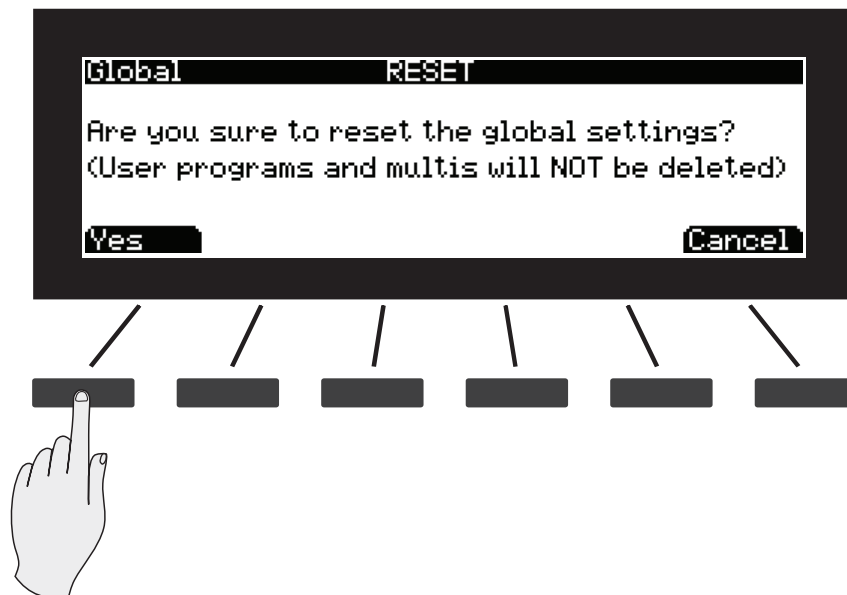 Global RESET
Are you sure to reset the global settings?
(User programs and multis will NOT be deleted)
Yes Cancel